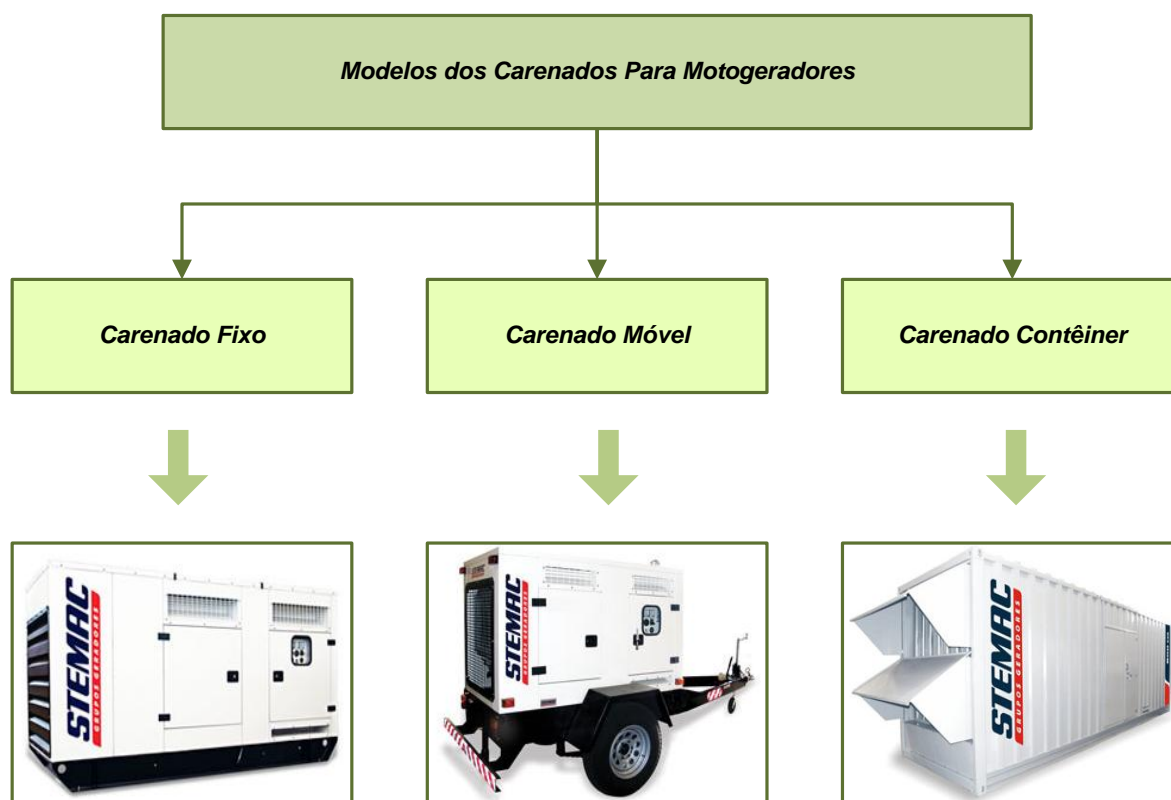 Modelos dos Carenados Para Motogeradores
Carenado Fixo
Carenado Móvel
Carenado Contêiner
STEMAC
GRUPOS GERADORES
STEMAC
GRUPOS GERADORES
STEMAC
GRUPOS GERADORES